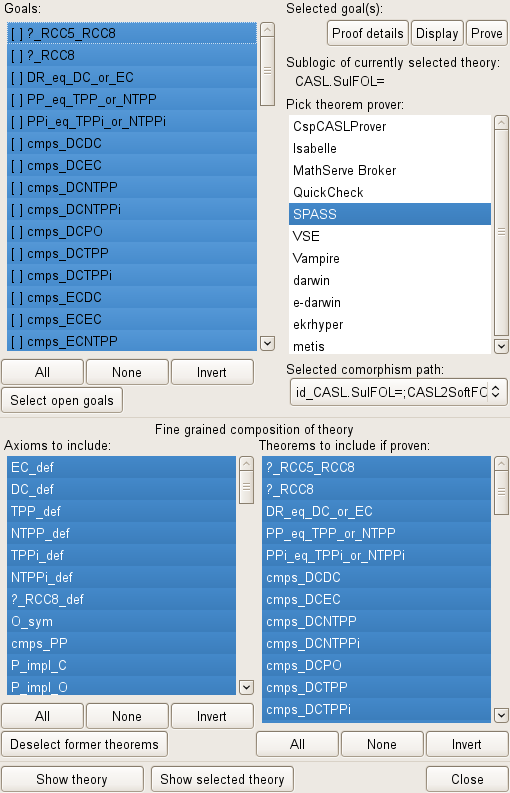 Goals:
[ ] ?_RCC5_RCC8
[ ] ?_RCC8
[ ] DR_eq_DC_or_EC
[ ] PP_eq_TPP_or_NTPP
[ ] PPi_eq_TPPi_or_NTPPi
[ ] cmps_DCDC
[ ] cmps_DCEC
[ ] cmps_DCNTPP
[ ] cmps_DCNTPPi
[ ] cmps_DCPO
[ ] cmps_DCTPP
[ ] cmps_DCTPPi
[ ] cmps_ECDC
[ ] cmps_ECEC
[ ] cmps_ECNTPP
All None Invert
Select open goals
Selected goal(s):
Proof details Display Prove
Sublogic of currently selected theory:
CASL.SulFOL=
Pick theorem prover:
CspCASLProver
Isabelle
MathServe Broker
QuickCheck
SPASS
VSE
Vampire
darwin
e-darwin
ekrhyper
metis
Selected comorphism path:
id_CASL.SulFOL=;CASL2SoftFO
Fine grained composition of theory
Axioms to include:
EC_def
DC_def
TPP_def
NTPP_def
TPPi_def
NTPPi_def
?_RCC8_def
O_sym
cmps_PP
P_impl_C
P_impl_O
All None Invert
Deselect former theorems
Theorems to include if proven:
?_RCC5_RCC8
?_RCC8
DR_eq_DC_or_EC
PP_eq_TPP_or_NTPP
PPi_eq_TPPi_or_NTPPi
cmps_DCDC
cmps_DCEC
cmps_DCNTPP
cmps_DCNTPPi
cmps_DCPO
cmps_DCTPP
cmps_DCTPPi
All None Invert
Show theory Show selected theory Close